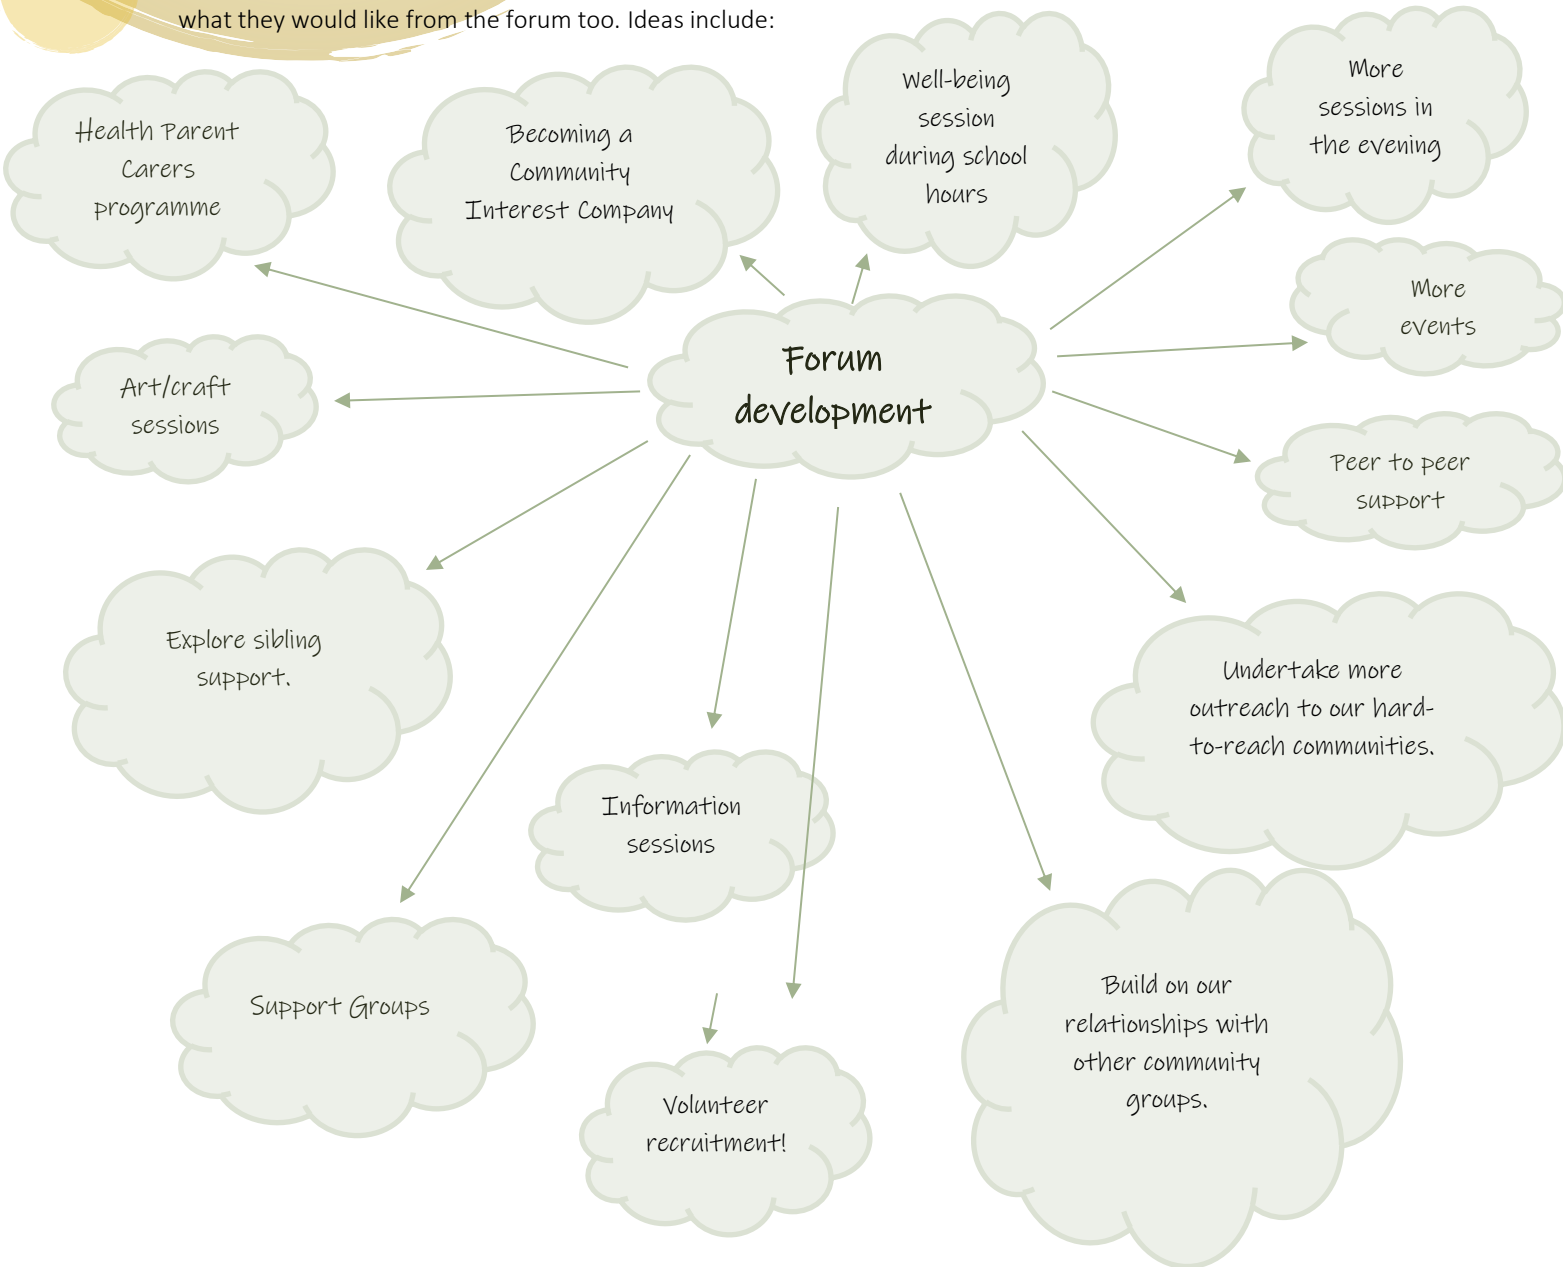 what they would like from the forum too. Ideas include:
Health Parent
Carers
programme
Becoming a
Community
Interest Company
Well-being
session
during school
hours
More
sessions in
the evening
More
events
Forum
development
Art/craft
sessions
Peer to peer
support
Explore sibling
support.
Undertake more
outreach to our hard-
to-reach communities.
Information
sessions
Support Groups
Build on our
relationships with
other community
groups.
Volunteer
recruitment!